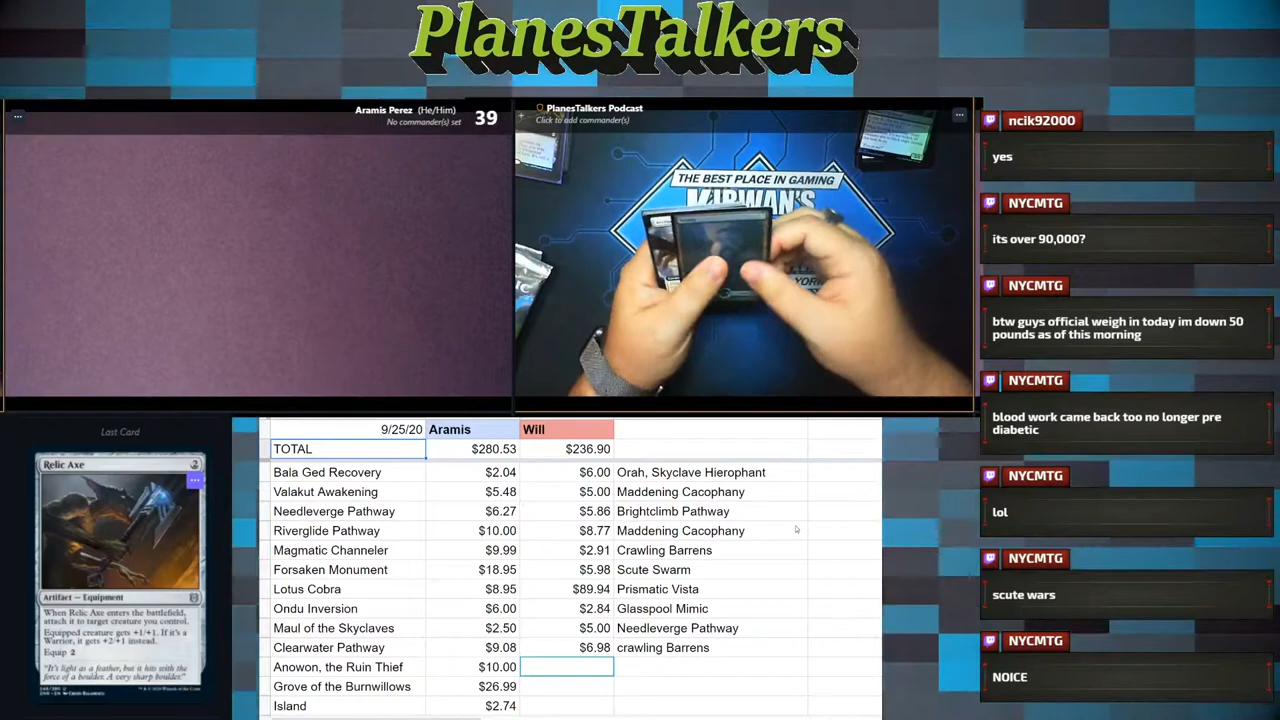 PlanesTalkers
Aramis Perez (He/Him)
No commander(s) set
39
PlanesTalkers Podcast
Click to add commander(s)
THE BEST PLACE IN GAMING
KIRWAN'S
ncik92000
yes
NYCMTG
its over 90,000?
NYCMTG
btw guys official weigh in today im down 50
pounds as of this morning
NYCMTG
blood work came back too no longer pre
diabetic
NYCMTG
lol
NYCMTG
scute wars
NYCMTG
NOICE
Last Card
Relic Axe 2
Artifact — Equipment
When Relic Axe enters the battlefield,
attach it to target creature you control.
Equipped creature gets +1/+1. If it's a
Warrior, it gets +2/+1 instead.
Equip 2
"It's light as a feather, but it hits with the
force of a boulder. A very sharp boulder."
9/25/20 Aramis Will
TOTAL $280.53 $236.90
Bala Ged Recovery $2.04 $6.00 Orah, Skyclave Hierophant
Valakut Awakening $5.48 $5.00 Maddening Cacophany
Needleverge Pathway $6.27 $5.86 Brightclimb Pathway
Riverglide Pathway $10.00 $8.77 Maddening Cacophany
Magmatic Channeler $9.99 $2.91 Crawling Barrens
Forsaken Monument $18.95 $5.98 Scute Swarm
Lotus Cobra $8.95 $89.94 Prismatic Vista
Ondu Inversion $6.00 $2.84 Glasspool Mimic
Maul of the Skyclaves $2.50 $5.00 Needleverge Pathway
Clearwater Pathway $9.08 $6.98 crawling Barrens
Anowon, the Ruin Thief $10.00
Grove of the Burnwillows $26.99
Island $2.74